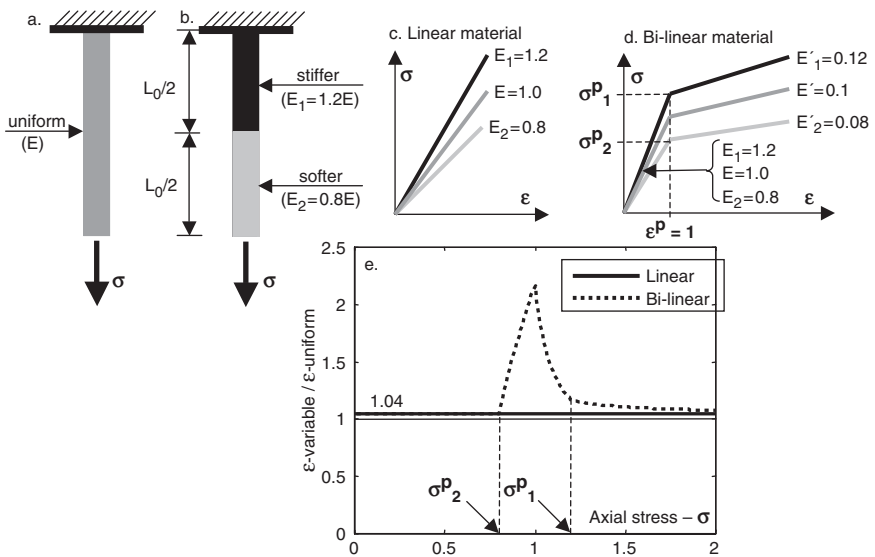 a.
uniform
(E)
σ
b.
L₀/2
L₀/2
stiffer
(E₁=1.2E)
softer
(E₂=0.8E)
σ
c. Linear material
σ
E₁=1.2
E=1.0
E₂=0.8
ε
d. Bi-linear material
σ
σᵖ₁
σᵖ₂
E´₁=0.12
E´=0.1
E´₂=0.08
E₁=1.2
E=1.0
E₂=0.8
ε
εᵖ = 1
e.
Linear
Bi-linear
ε-variable / ε-uniform
2.5
2
1.5
1
0.5
0
1.04
σᵖ₂
σᵖ₁
Axial stress – σ
0
0.5
1
1.5
2